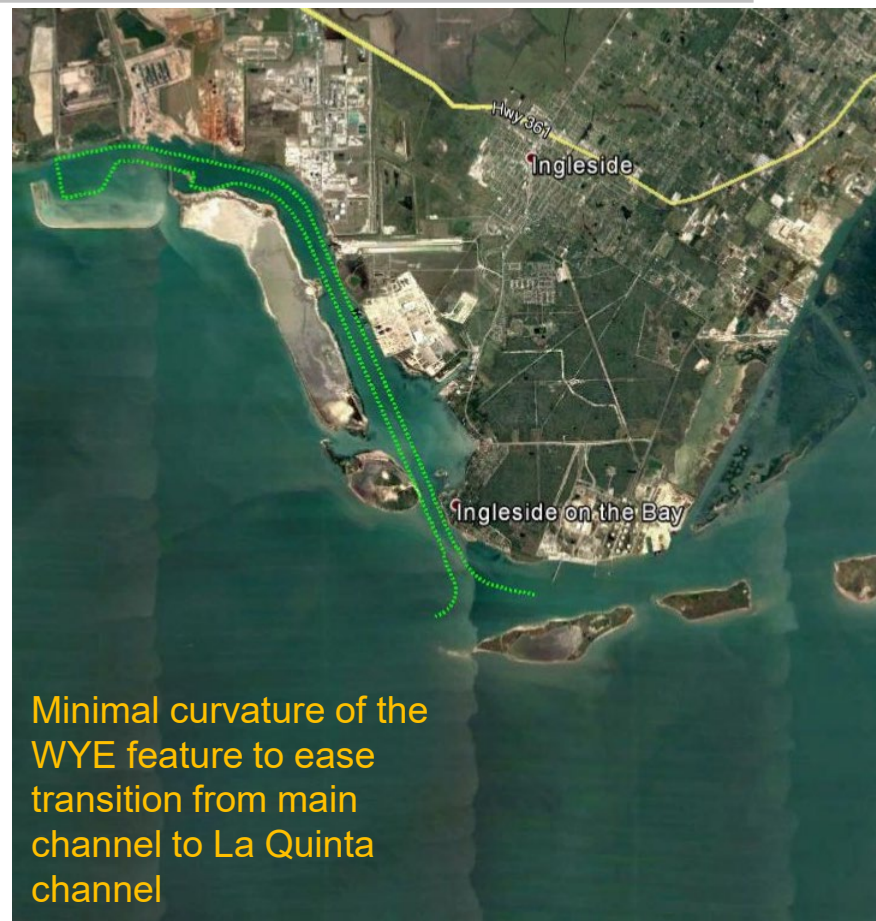 Hwy 361
Ingleside
Ingleside on the Bay
Minimal curvature of the
WYE feature to ease
transition from main
channel to La Quinta
channel